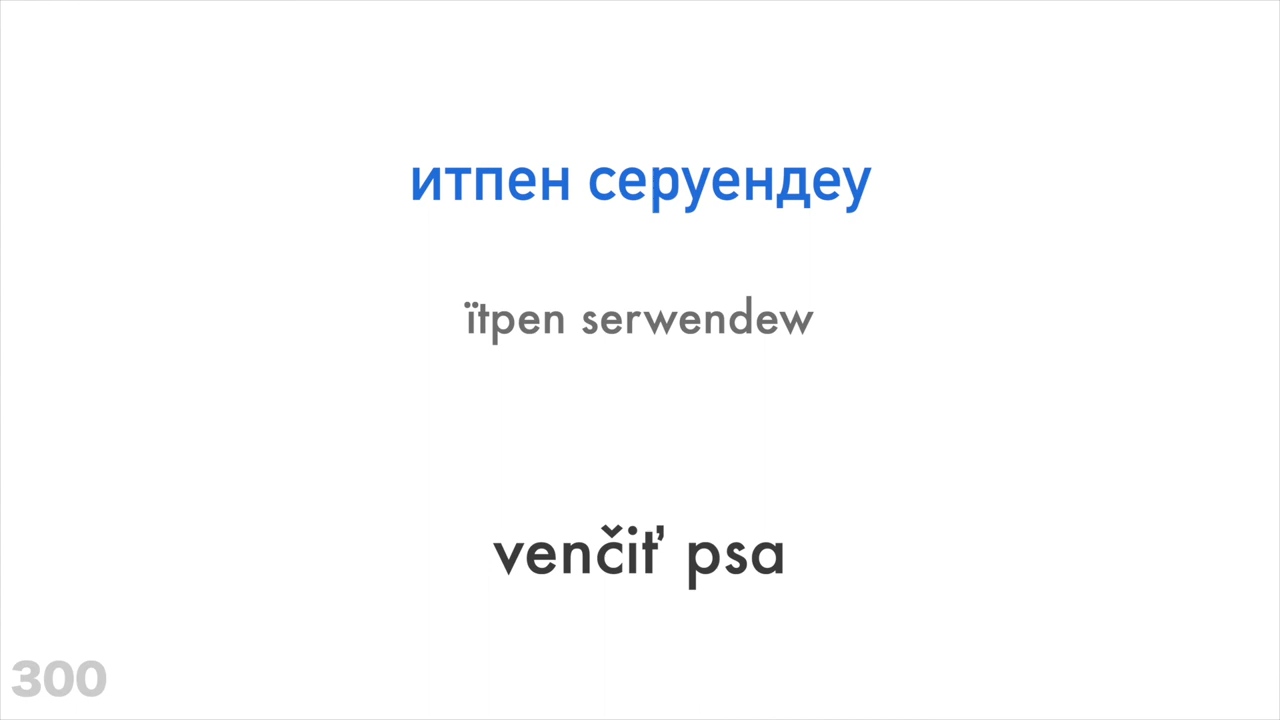 итпен серуендеу
ïtpen serwendew
venčiť psa
300